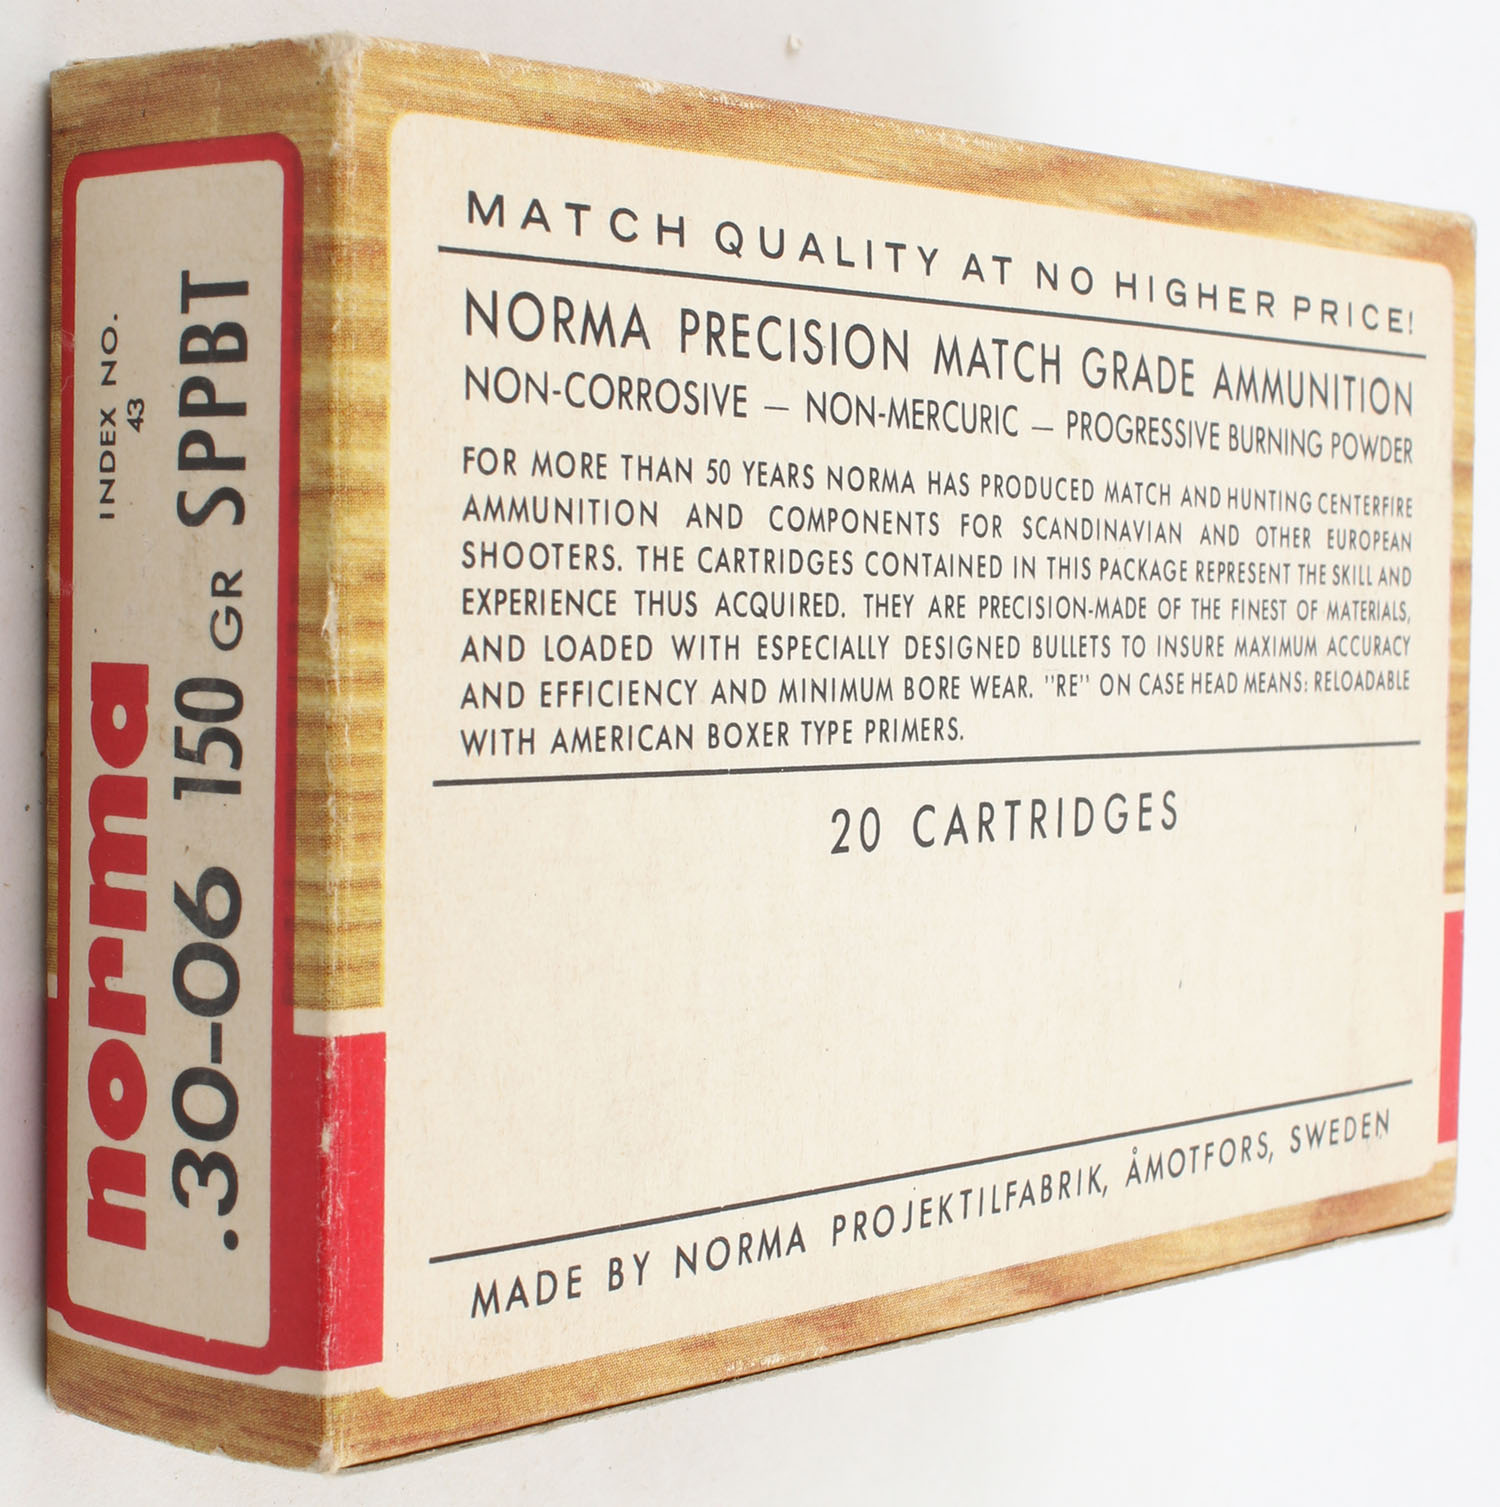 norma
INDEX NO.
43
.30-06 150 GR SPPBT
MATCH QUALITY AT NO HIGHER PRICE!
NORMA PRECISION MATCH GRADE AMMUNITION
NON-CORROSIVE — NON-MERCURIC — PROGRESSIVE BURNING POWDER
FOR MORE THAN 50 YEARS NORMA HAS PRODUCED MATCH AND HUNTING CENTERFIRE
AMMUNITION AND COMPONENTS FOR SCANDINAVIAN AND OTHER EUROPEAN
SHOOTERS. THE CARTRIDGES CONTAINED IN THIS PACKAGE REPRESENT THE SKILL AND
EXPERIENCE THUS ACQUIRED. THEY ARE PRECISION-MADE OF THE FINEST OF MATERIALS,
AND LOADED WITH ESPECIALLY DESIGNED BULLETS TO INSURE MAXIMUM ACCURACY
AND EFFICIENCY AND MINIMUM BORE WEAR. "RE" ON CASE HEAD MEANS: RELOADABLE
WITH AMERICAN BOXER TYPE PRIMERS.
20 CARTRIDGES
MADE BY NORMA PROJEKTILFABRIK, ÅMOTFORS, SWEDEN